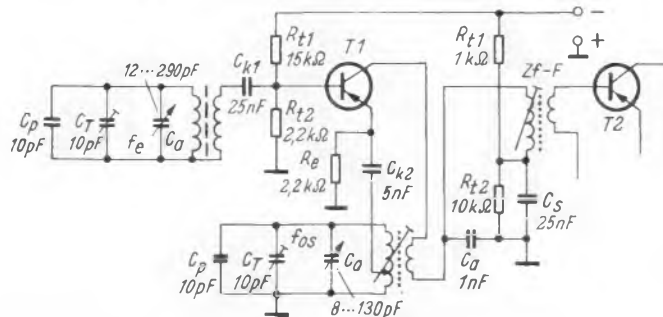 −
+
Rt1
15kΩ
T1
Rt1
1kΩ
Zf-F
T2
12...290pF
Ck1
25nF
CP
10pF
CT
10pF
fe
Ca
Rt2
2,2kΩ
Re
2,2kΩ
Ck2
5nF
Rt2
10kΩ
CS
25nF
Ca
1nF
Cp
10pF
CT
10pF
fos
Ca
8...130pF